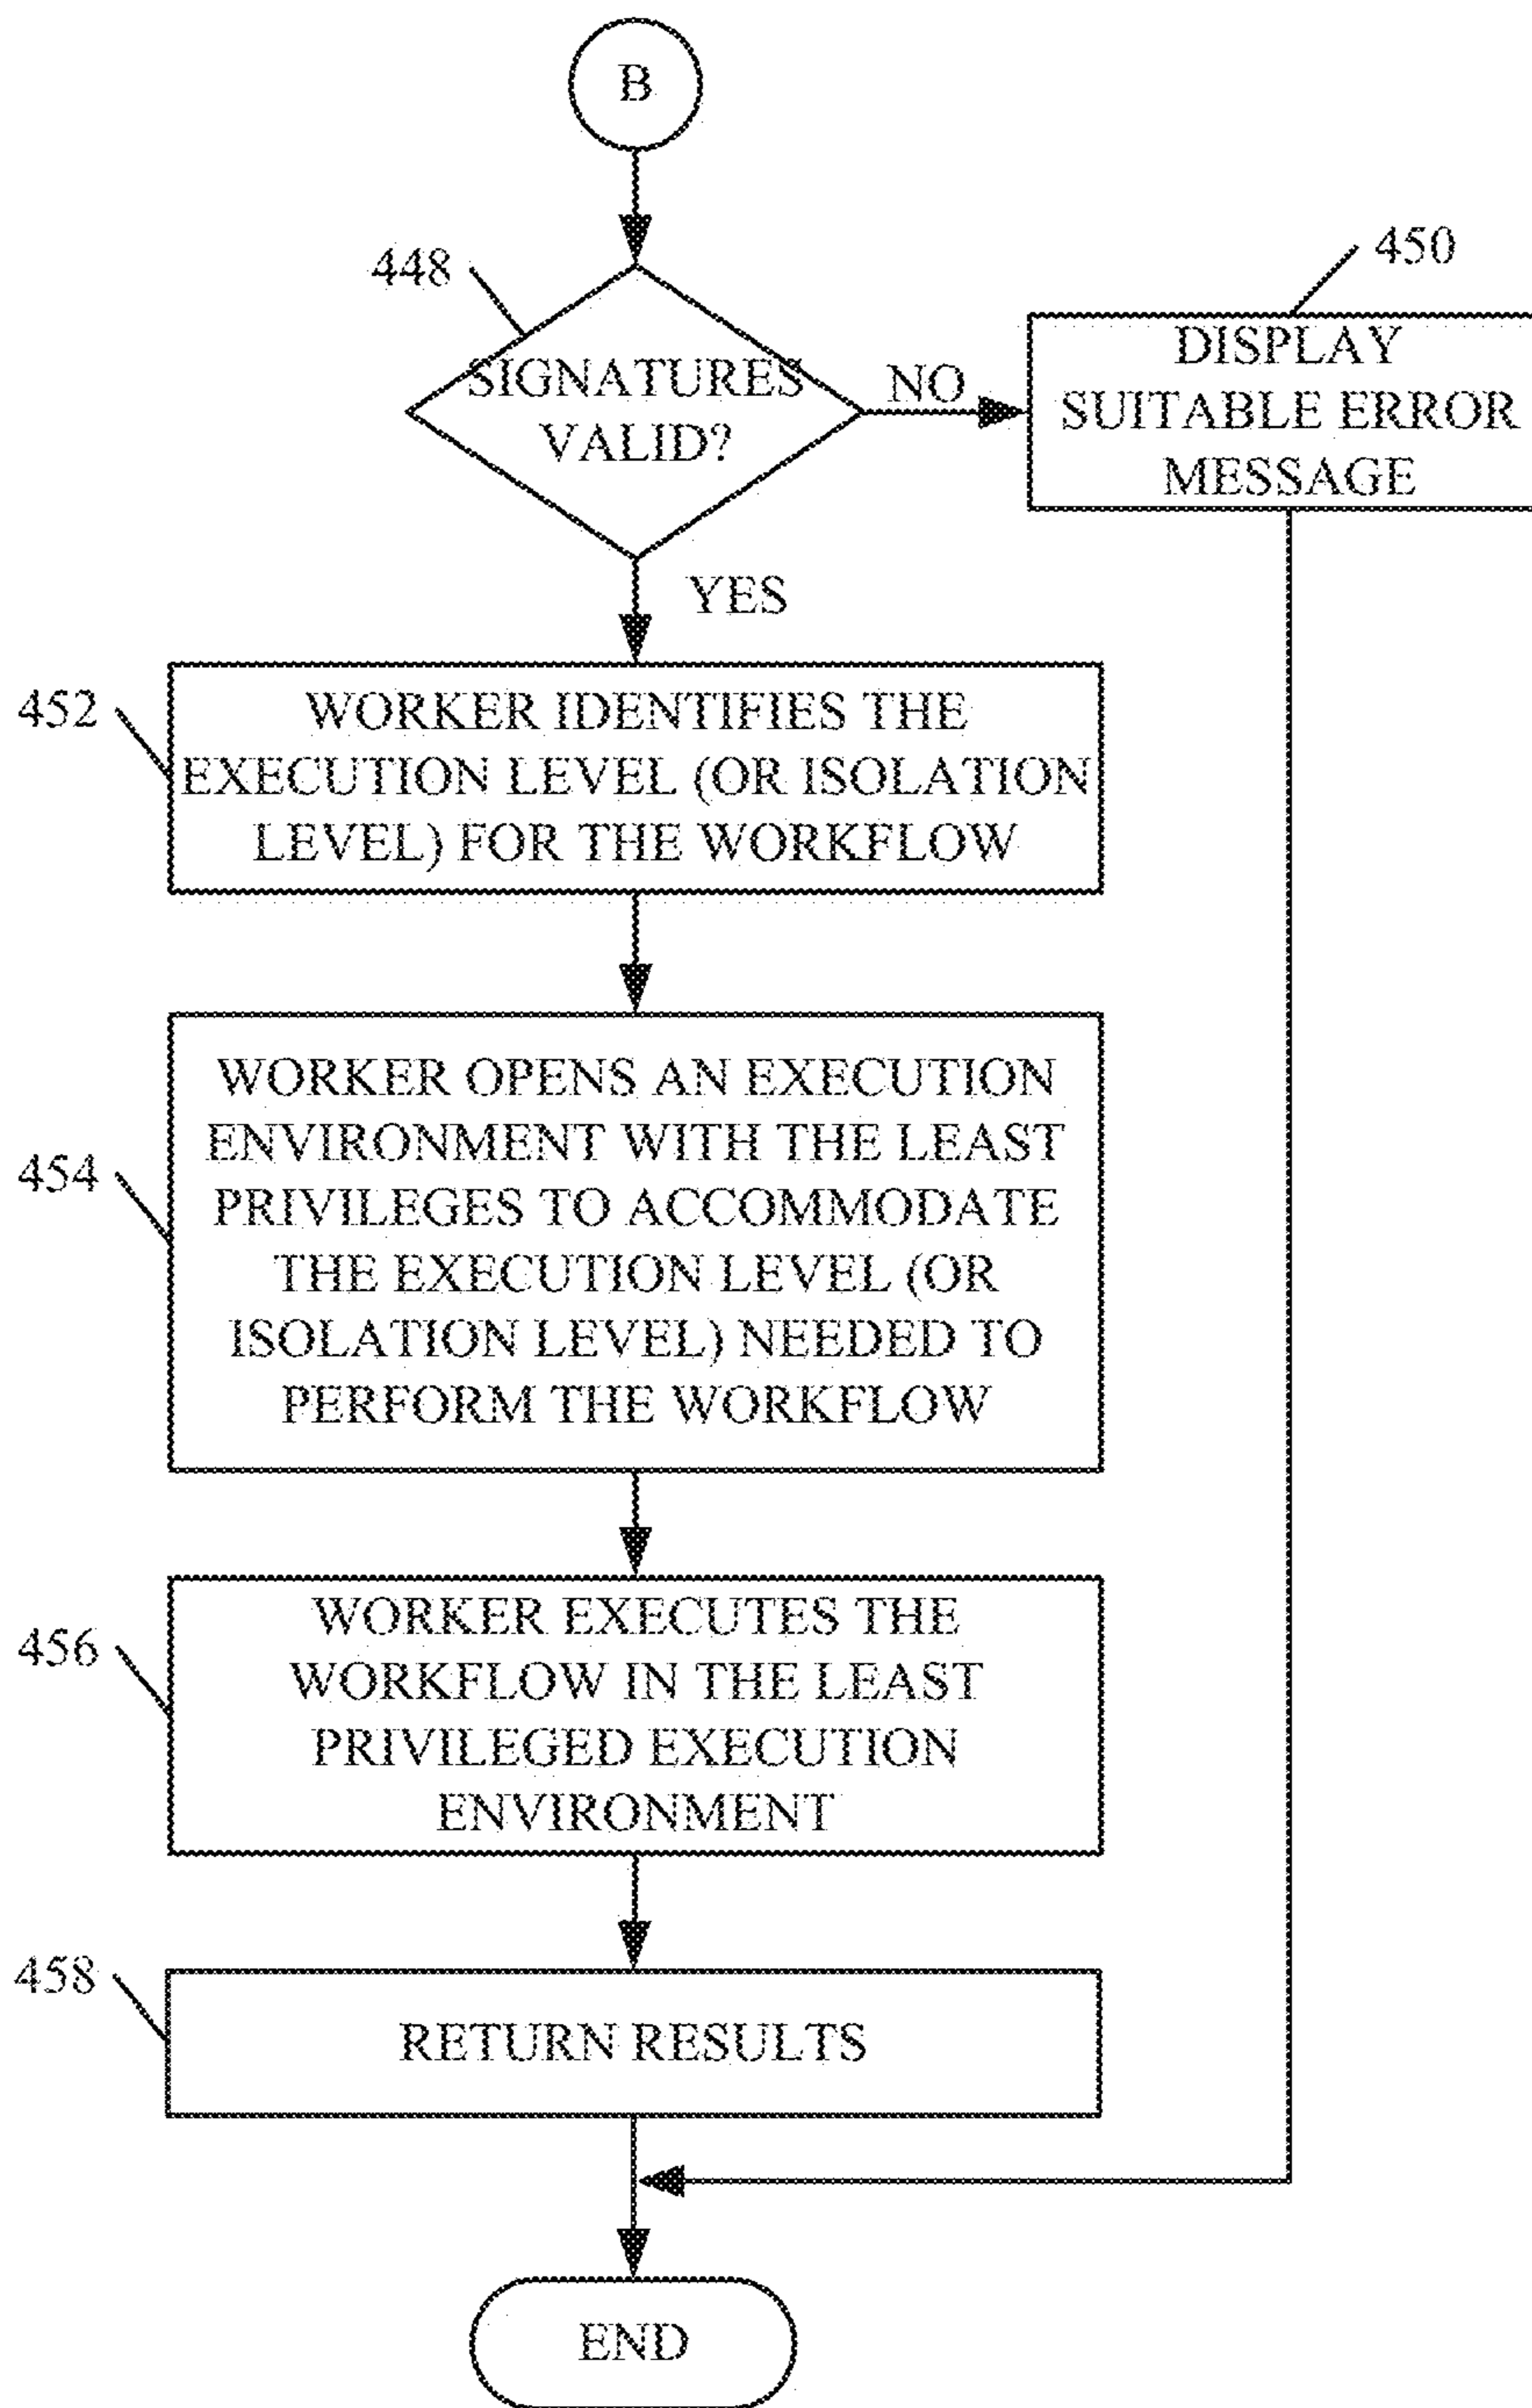 B
448
SIGNATURES
VALID?
NO
450
DISPLAY
SUITABLE ERROR
MESSAGE
YES
452
WORKER IDENTIFIES THE
EXECUTION LEVEL (OR ISOLATION
LEVEL) FOR THE WORKFLOW
454
WORKER OPENS AN EXECUTION
ENVIRONMENT WITH THE LEAST
PRIVILEGES TO ACCOMMODATE
THE EXECUTION LEVEL (OR
ISOLATION LEVEL) NEEDED TO
PERFORM THE WORKFLOW
456
WORKER EXECUTES THE
WORKFLOW IN THE LEAST
PRIVILEGED EXECUTION
ENVIRONMENT
458
RETURN RESULTS
END